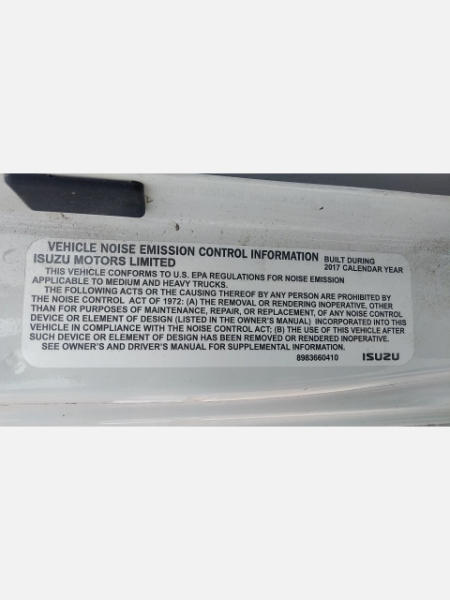 VEHICLE NOISE EMISSION CONTROL INFORMATION BUILT DURING
ISUZU MOTORS LIMITED 2017 CALENDAR YEAR
THIS VEHICLE CONFORMS TO U.S. EPA REGULATIONS FOR NOISE EMISSION
APPLICABLE TO MEDIUM AND HEAVY TRUCKS.
THE FOLLOWING ACTS OR THE CAUSING THEREOF BY ANY PERSON ARE PROHIBITED BY
THE NOISE CONTROL ACT OF 1972: (A) THE REMOVAL OR RENDERING INOPERATIVE, OTHER
THAN FOR PURPOSES OF MAINTENANCE, REPAIR, OR REPLACEMENT, OF ANY NOISE CONTROL
DEVICE OR ELEMENT OF DESIGN (LISTED IN THE OWNER'S MANUAL) INCORPORATED INTO THIS
VEHICLE IN COMPLIANCE WITH THE NOISE CONTROL ACT; (B) THE USE OF THIS VEHICLE AFTER
SUCH DEVICE OR ELEMENT OF DESIGN HAS BEEN REMOVED OR RENDERED INOPERATIVE.
SEE OWNER'S AND DRIVER'S MANUAL FOR SUPPLEMENTAL INFORMATION.
8983660410 ISUZU